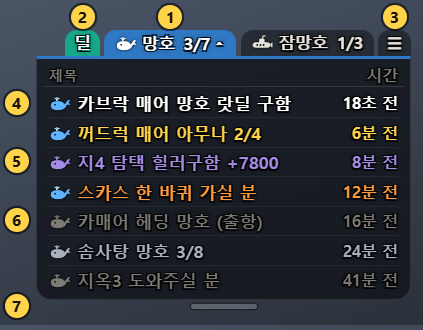 2 1 3
딜 망호 3/7 잠망호 1/3
제목 시간
4 카브락 매어 망호 랏딜 구함 18초 전
꺼드럭 매어 아무나 2/4 6분 전
5 지4 탐택 힐러구함 +7800 8분 전
스카스 한 바퀴 가실 분 12분 전
6 카매어 헤딩 망호 (출항) 16분 전
솜사탕 망호 3/8 24분 전
지옥3 도와주실 분 41분 전
7